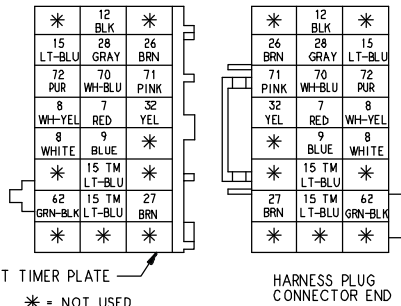 ✳ 12 BLK ✳
15 LT-BLU 28 GRAY 26 BRN
72 PUR 70 WH-BLU 71 PINK
8 WH-YEL 7 RED 32 YEL
8 WHITE 9 BLUE ✳
✳ 15 TM LT-BLU ✳
62 GRN-BLK 15 TM LT-BLU 27 BRN
✳ ✳ ✳
T TIMER PLATE
✳ = NOT USED
✳ 12 BLK ✳
26 BRN 28 GRAY 15 LT-BLU
71 PINK 70 WH-BLU 72 PUR
32 YEL 7 RED 8 WH-YEL
✳ 9 BLUE 8 WHITE
✳ 15 TM LT-BLU ✳
27 BRN 15 TM LT-BLU 62 GRN-BLK
✳ ✳ ✳
HARNESS PLUG
CONNECTOR END